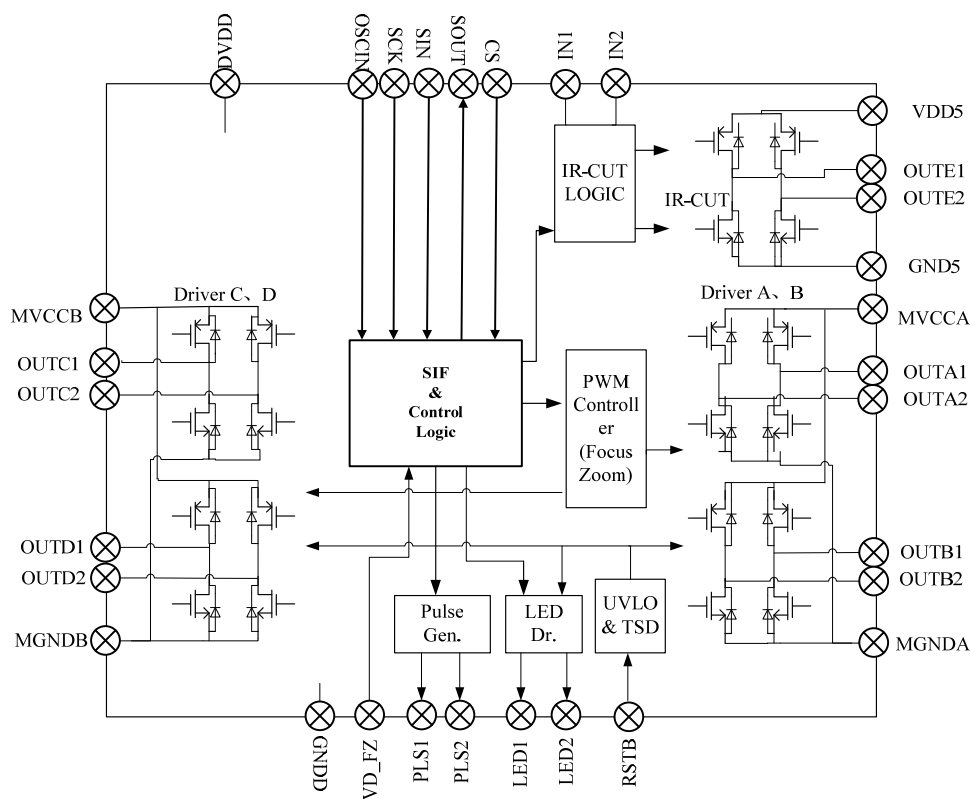 DVDD
OSCIN
SCK
SIN
SOUT
CS
IN1
IN2
VDD5
OUTE1
OUTE2
GND5
IR-CUT
LOGIC
IR-CUT
MVCCB
Driver C、D
OUTC1
OUTC2
Driver A、B
MVCCA
OUTA1
OUTA2
SIF
&
Control
Logic
PWM
Controll
er
(Focus
Zoom)
OUTD1
OUTD2
MGNDB
OUTB1
OUTB2
MGNDA
Pulse
Gen.
LED
Dr.
UVLO
& TSD
GNDD
VD_FZ
PLS1
PLS2
LED1
LED2
RSTB